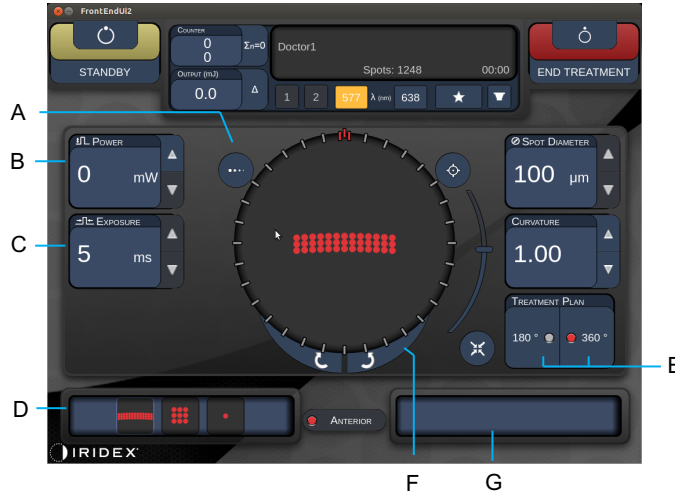 FrontEndUi2
STANDBY
COUNTER
0
0
Σn=0
OUTPUT (mJ)
0.0
Δ
Doctor1
Spots: 1248 00:00
1 2 577 λ (nm) 638
END TREATMENT
A
B
POWER
0 mW
C
EXPOSURE
5 ms
SPOT DIAMETER
100 μm
CURVATURE
1.00
TREATMENT PLAN
180 ° 360 °
E
D
ANTERIOR
IRIDEX
F
G